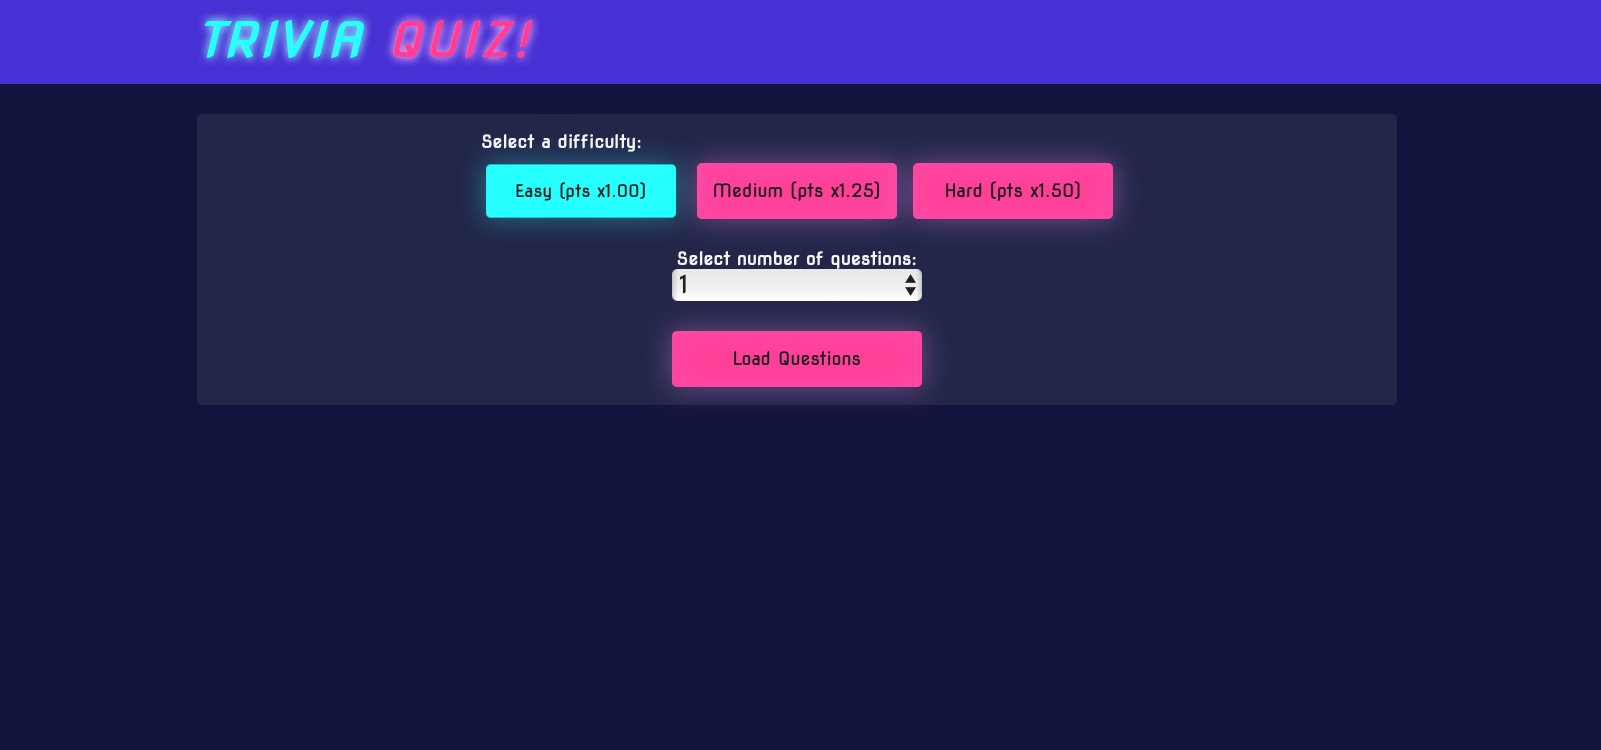 TRIVIA QUIZ!
Select a difficulty:
Easy (pts x1.00) Medium (pts x1.25) Hard (pts x1.50)
Select number of questions:
1
Load Questions